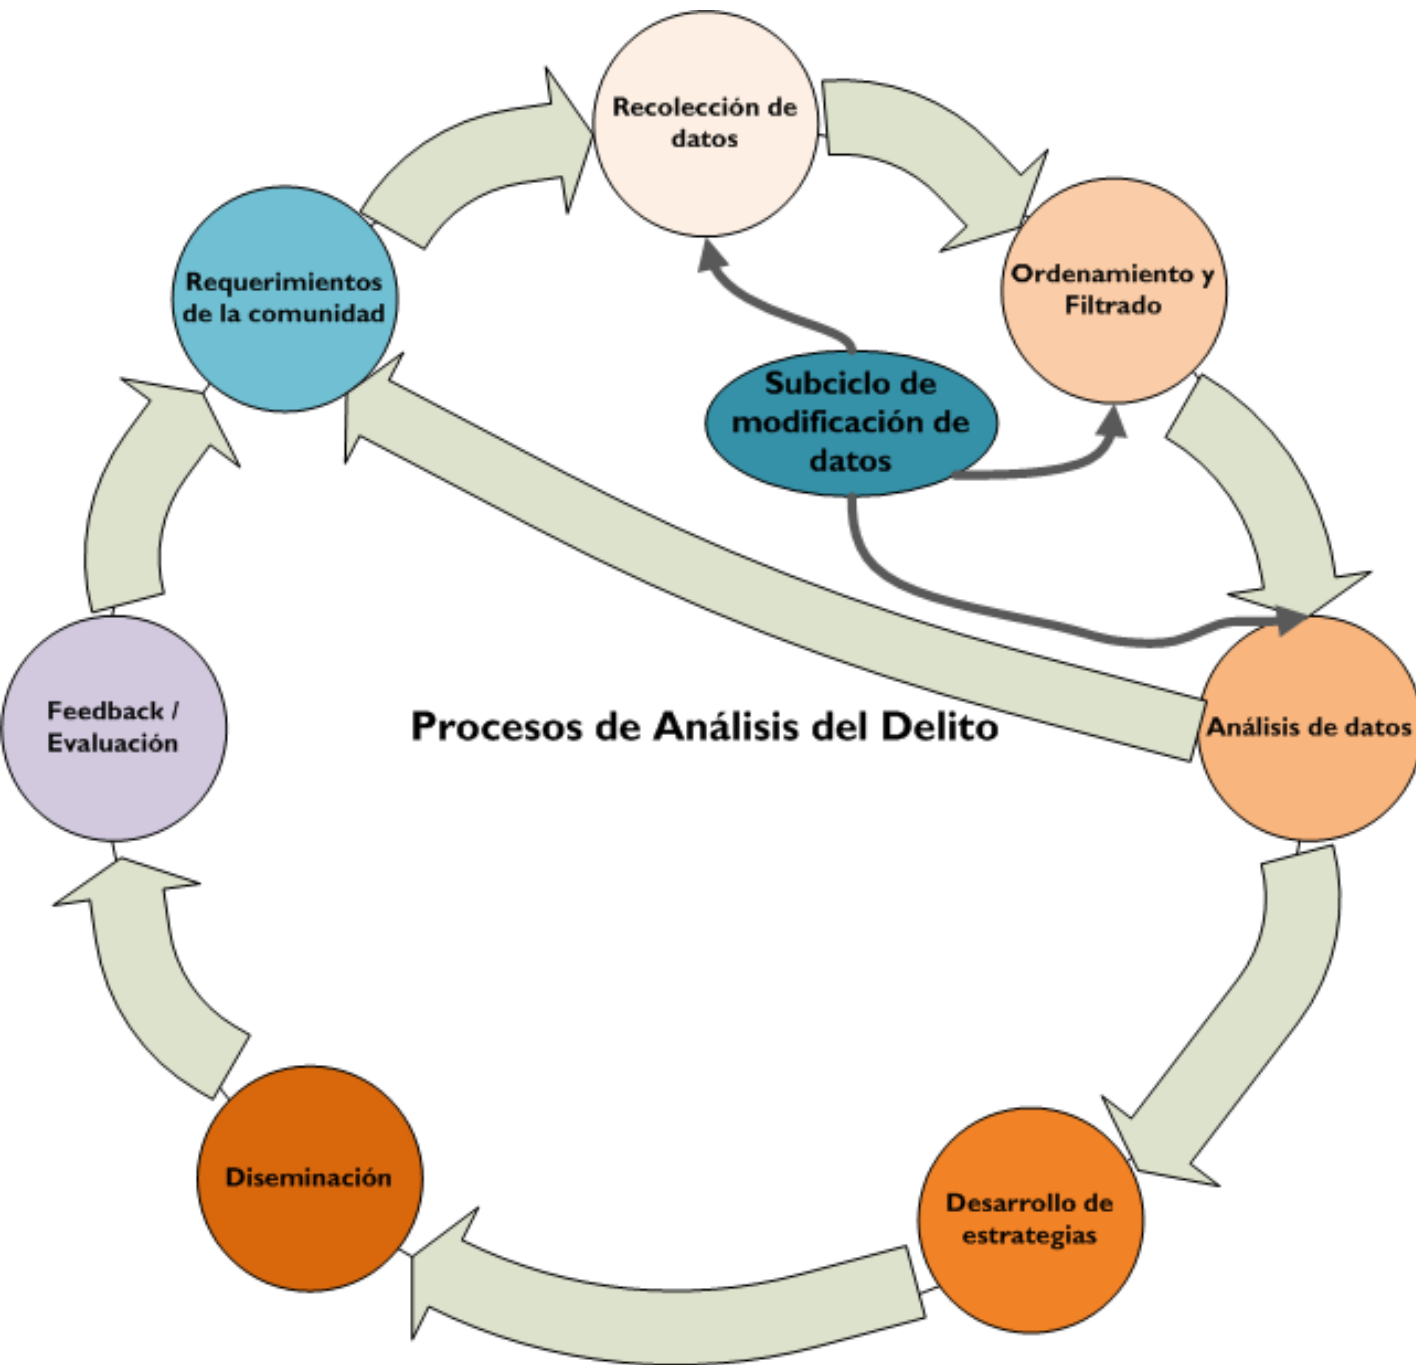 Recolección de
datos
Requerimientos
de la comunidad
Ordenamiento y
Filtrado
Subciclo de
modificación de
datos
Feedback /
Evaluación
Procesos de Análisis del Delito
Análisis de datos
Diseminación
Desarrollo de
estrategias